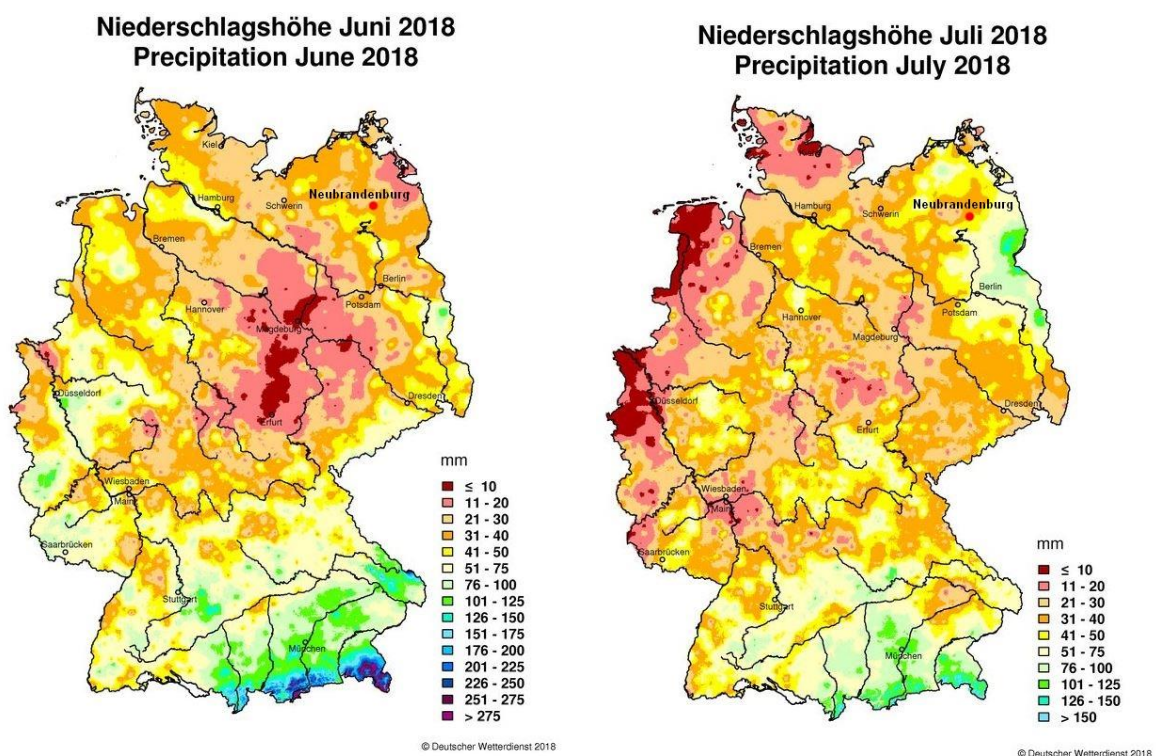 Niederschlagshöhe Juni 2018
Precipitation June 2018
Kiel
Neubrandenburg
Hamburg
Schwerin
Bremen
Berlin
Hannover
Potsdam
Magdeburg
Düsseldorf
Dresden
Erfurt
Wiesbaden
Mainz
Saarbrücken
Stuttgart
München
mm
≤ 10
11 - 20
21 - 30
31 - 40
41 - 50
51 - 75
76 - 100
101 - 125
126 - 150
151 - 175
176 - 200
201 - 225
226 - 250
251 - 275
> 275
© Deutscher Wetterdienst 2018
Niederschlagshöhe Juli 2018
Precipitation July 2018
Neubrandenburg
Hamburg
Schwerin
Bremen
Berlin
Hannover
Potsdam
Magdeburg
Düsseldorf
Dresden
Erfurt
Wiesbaden
Mainz
Saarbrücken
Stuttgart
München
mm
≤ 10
11 - 20
21 - 30
31 - 40
41 - 50
51 - 75
76 - 100
101 - 125
126 - 150
> 150
© Deutscher Wetterdienst 2018